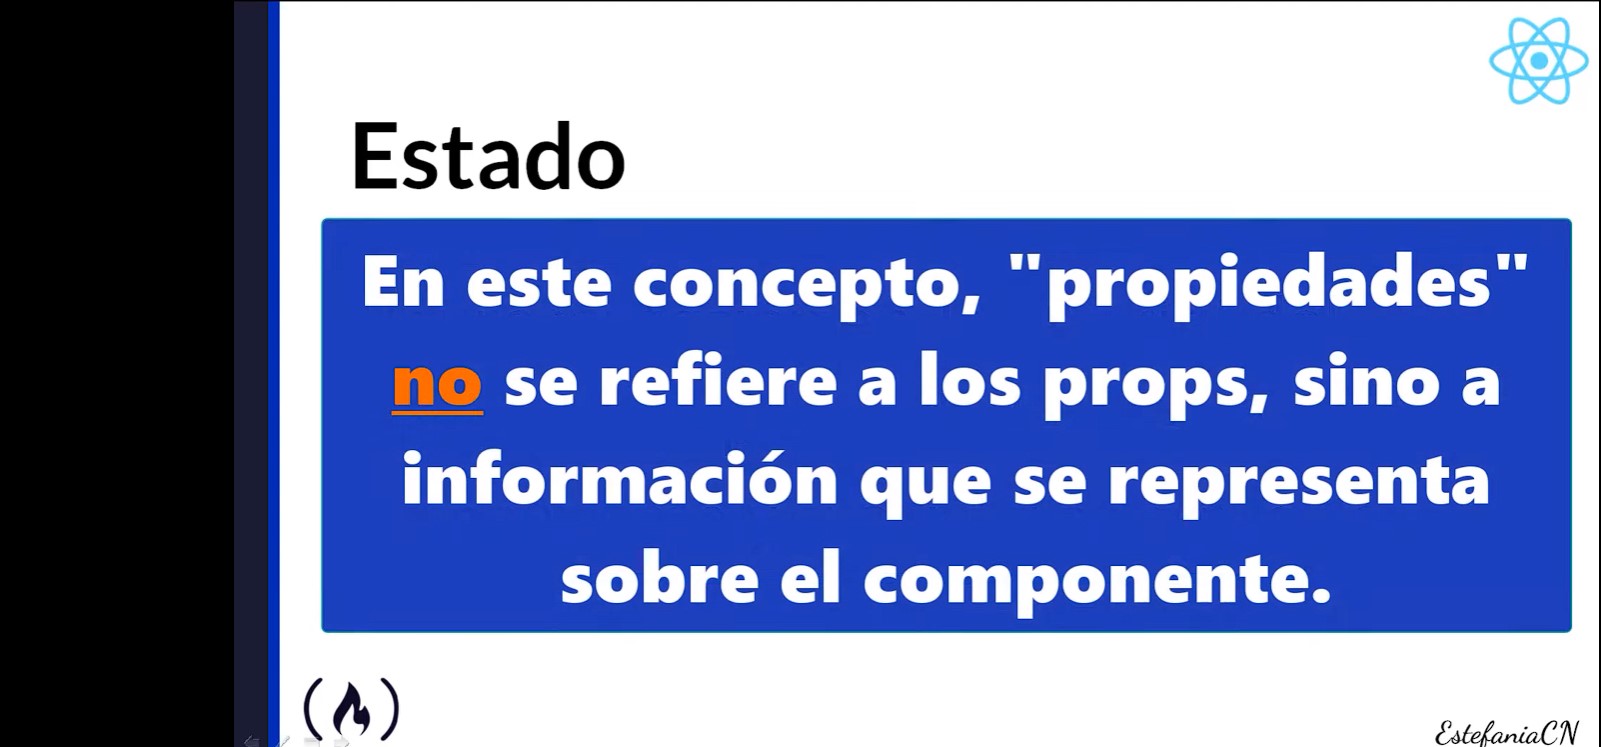 Estado
En este concepto, "propiedades"
no se refiere a los props, sino a
información que se representa
sobre el componente.
EstefaniaCN